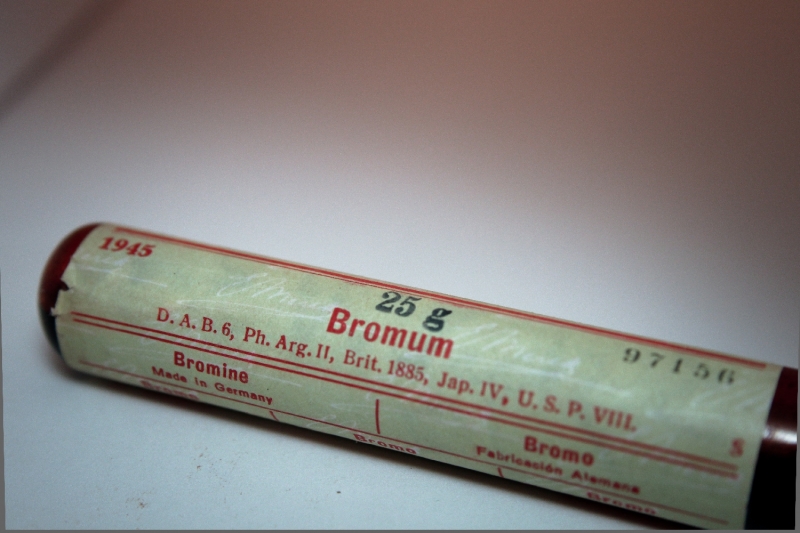 1945
25 g
Bromum
97156
D. A. B. 6, Ph. Arg. II, Brit. 1885, Jap. IV, U. S. P. VIII.
S
Bromine
Made in Germany
Bromo
Fabricación Alemana
Bromo
Bromo